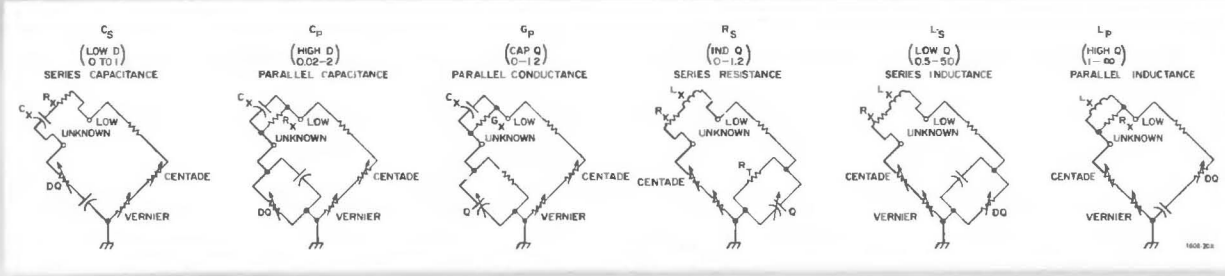 CS
(LOW D)
(0 TO 1)
SERIES CAPACITANCE
RX
CX
LOW
UNKNOWN
DQ
CENTADE
VERNIER
CP
(HIGH D)
(0.02-2)
PARALLEL CAPACITANCE
CX
RX
LOW
UNKNOWN
DQ
CENTADE
VERNIER
GP
(CAP Q)
(0-1.2)
PARALLEL CONDUCTANCE
CX
GX
LOW
UNKNOWN
Q
CENTADE
VERNIER
RS
(IND Q)
(0-1.2)
SERIES RESISTANCE
LX
RX
LOW
UNKNOWN
RT
CENTADE
Q
VERNIER
LS
(LOW Q)
(0.5-50)
SERIES INDUCTANCE
LX
RX
LOW
UNKNOWN
CENTADE
DQ
VERNIER
LP
(HIGH Q)
(1-∞)
PARALLEL INDUCTANCE
LX
RX
LOW
UNKNOWN
CENTADE
DQ
VERNIER